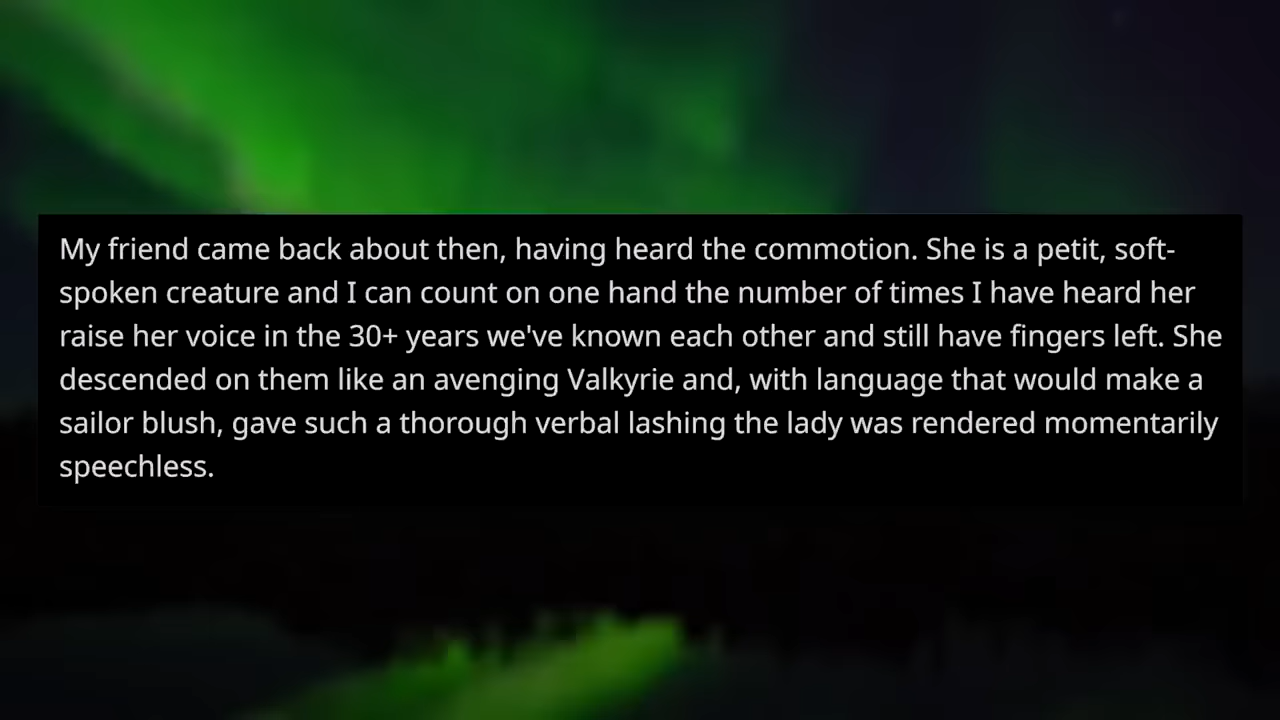 My friend came back about then, having heard the commotion. She is a petit, soft-
spoken creature and I can count on one hand the number of times I have heard her
raise her voice in the 30+ years we've known each other and still have fingers left. She
descended on them like an avenging Valkyrie and, with language that would make a
sailor blush, gave such a thorough verbal lashing the lady was rendered momentarily
speechless.